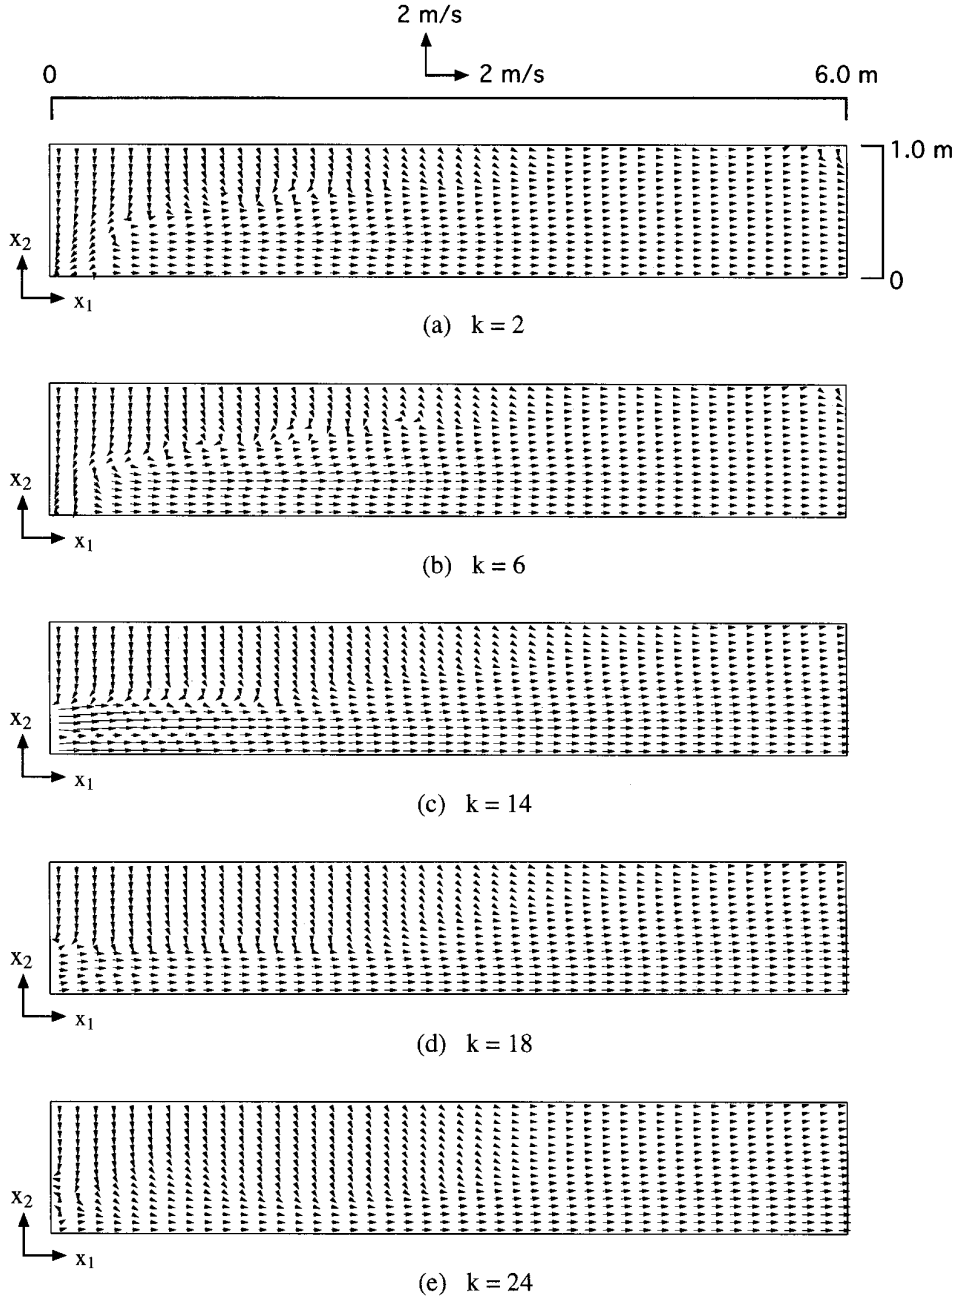 2 m/s
2 m/s
0
6.0 m
1.0 m
0
x2
x1
(a) k = 2
x2
x1
(b) k = 6
x2
x1
(c) k = 14
x2
x1
(d) k = 18
x2
x1
(e) k = 24